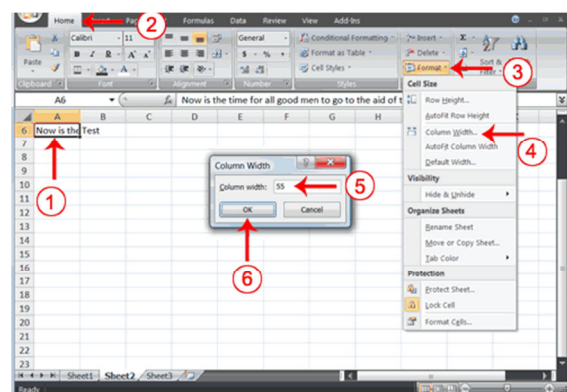 Home Formulas Data Review View Add-Ins
2
Calibri 11 General Conditional Formatting Insert Σ
Paste B I U A A $ % , Format as Table Delete
Cell Styles Format Sort &
Filter
3
Clipboard Font Alignment Number Styles
A6 fx Now is the time for all good men to go to the aid of t
A B C D E F G H
6 Now is the Test
7
8
9
10
11
12
13
14
15
16
17
18
19
20
21
22
23
1
Column Width
Column width: 55
5
OK Cancel
6
Cell Size
Row Height...
AutoFit Row Height
Column Width...
4
AutoFit Column Width
Default Width...
Visibility
Hide & Unhide
Organize Sheets
Rename Sheet
Move or Copy Sheet...
Tab Color
Protection
Protect Sheet...
Lock Cell
Format Cells...
Sheet1 Sheet2 Sheet3
Ready